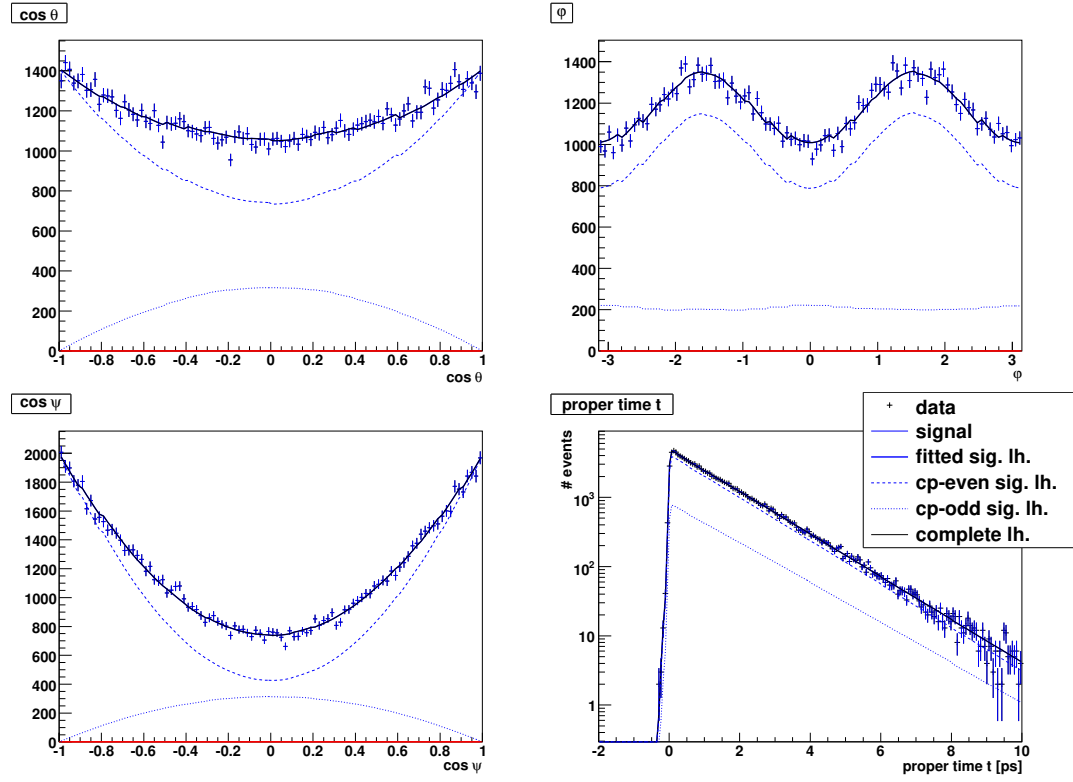 cos θ
1400
1200
1000
800
600
400
200
0
-1 -0.8 -0.6 -0.4 -0.2 0 0.2 0.4 0.6 0.8 1
cos θ
φ
1400
1200
1000
800
600
400
200
0
-3 -2 -1 0 1 2 3
φ
cos ψ
2000
1800
1600
1400
1200
1000
800
600
400
200
0
-1 -0.8 -0.6 -0.4 -0.2 0 0.2 0.4 0.6 0.8 1
cos ψ
proper time t
# events
10^3
10^2
10
1
-2 0 2 4 6 8 10
proper time t [ps]
data
signal
fitted sig. lh.
cp-even sig. lh.
cp-odd sig. lh.
complete lh.